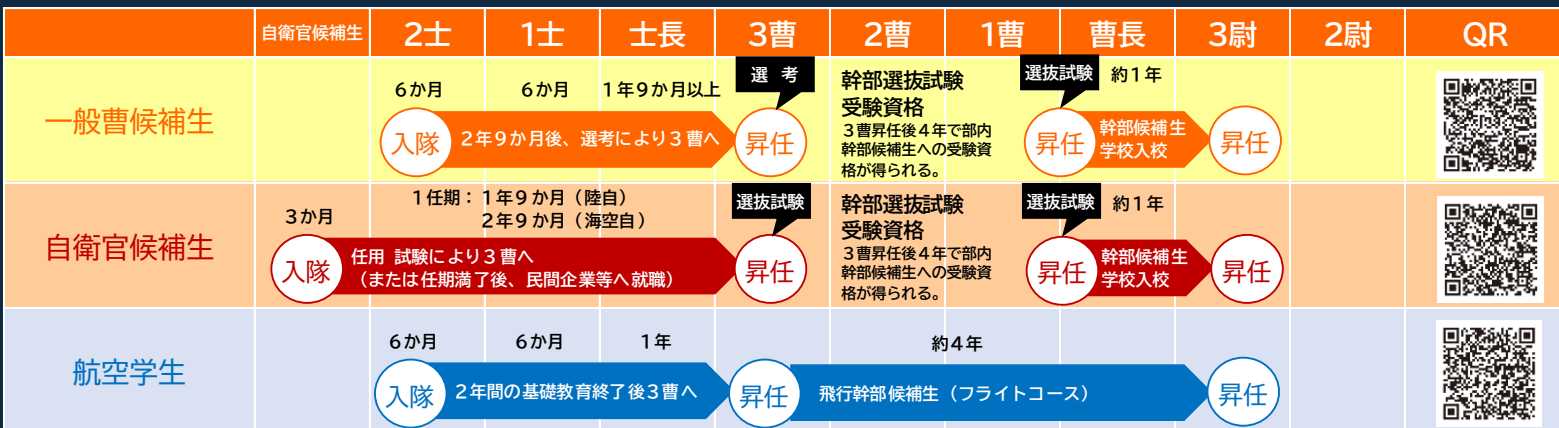 自衛官候補生 2士 1士 士長 3曹 2曹 1曹 曹長 3尉 2尉 QR
一般曹候補生
6か月 6か月 1年9か月以上
選 考
入隊
2年9か月後、選考により3曹へ
昇任
幹部選抜試験
受験資格
3曹昇任後4年で部内
幹部候補生への受験資
格が得られる。
選抜試験 約1年
昇任
幹部候補生
学校入校
昇任
自衛官候補生
3か月
1任期：1年9か月（陸自）
2年9か月（海空自）
入隊
任用 試験により3曹へ
（または任期満了後、民間企業等へ就職）
選抜試験
昇任
幹部選抜試験
受験資格
3曹昇任後4年で部内
幹部候補生への受験資
格が得られる。
選抜試験 約1年
昇任
幹部候補生
学校入校
昇任
航空学生
6か月 6か月 1年
入隊
2年間の基礎教育終了後3曹へ
昇任
約4年
飛行幹部候補生（フライトコース）
昇任